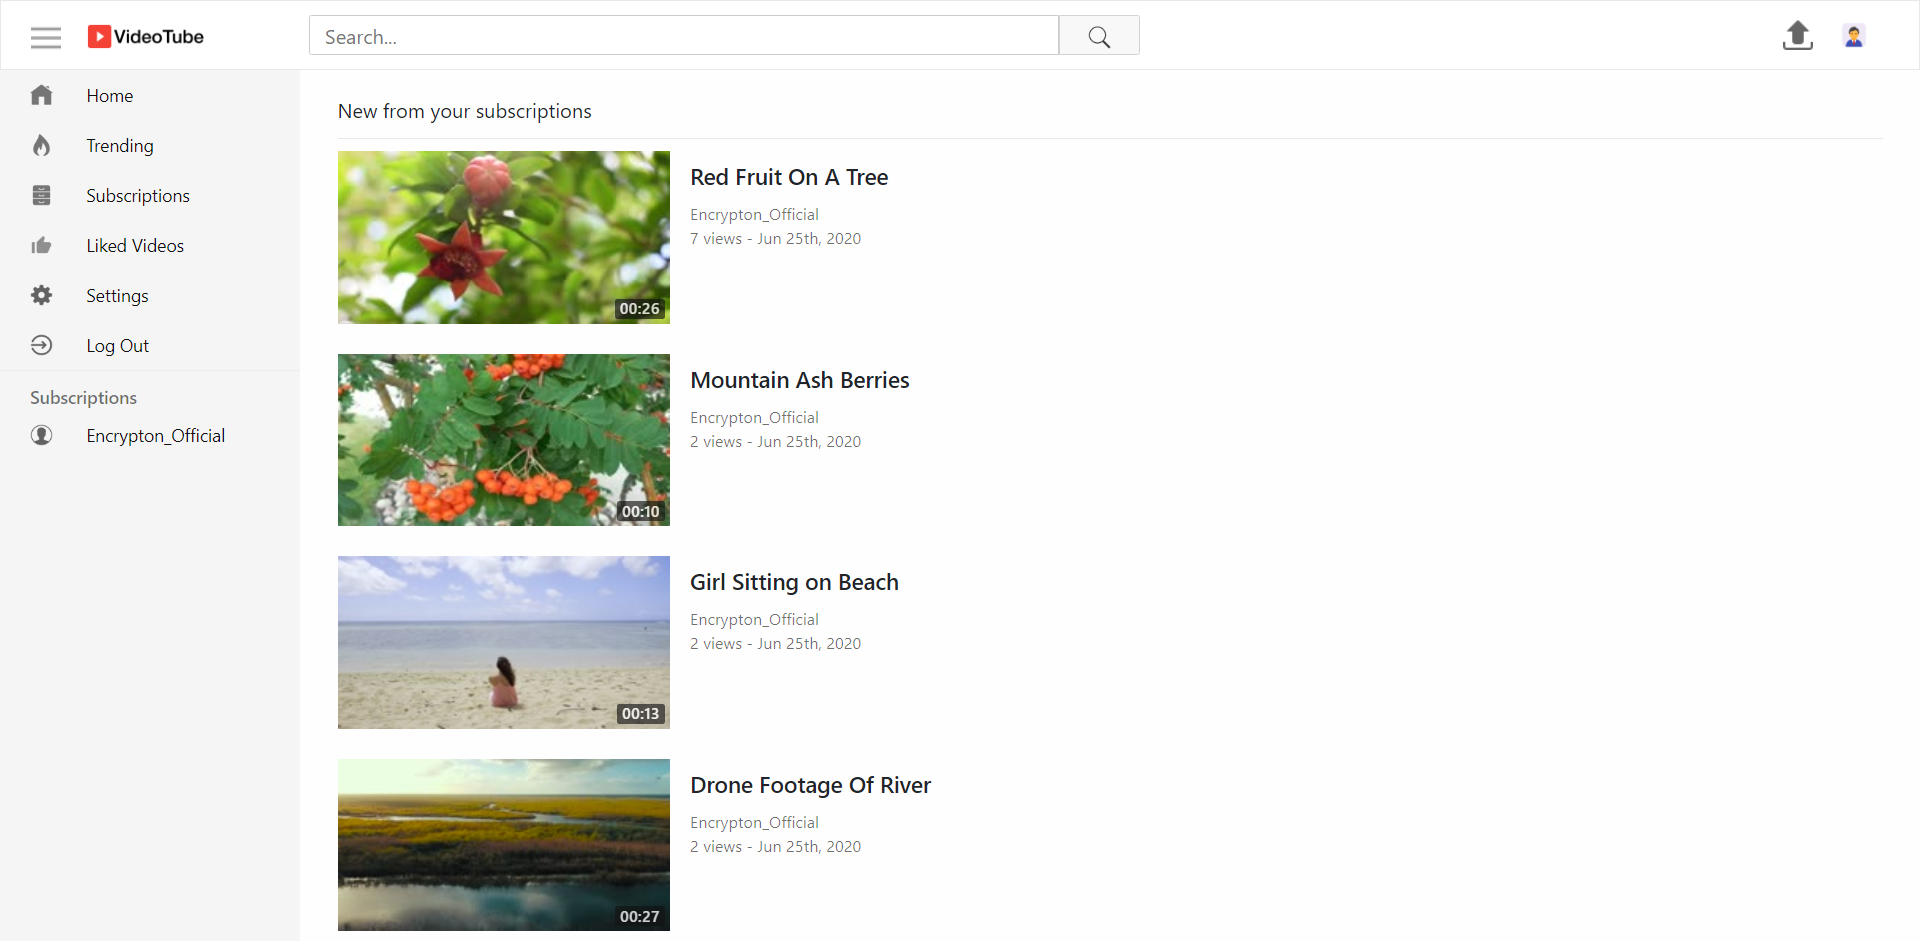 VideoTube
Search...
Home
Trending
Subscriptions
Liked Videos
Settings
Log Out
Subscriptions
Encrypton_Official
New from your subscriptions
00:26
Red Fruit On A Tree
Encrypton_Official
7 views - Jun 25th, 2020
00:10
Mountain Ash Berries
Encrypton_Official
2 views - Jun 25th, 2020
00:13
Girl Sitting on Beach
Encrypton_Official
2 views - Jun 25th, 2020
00:27
Drone Footage Of River
Encrypton_Official
2 views - Jun 25th, 2020